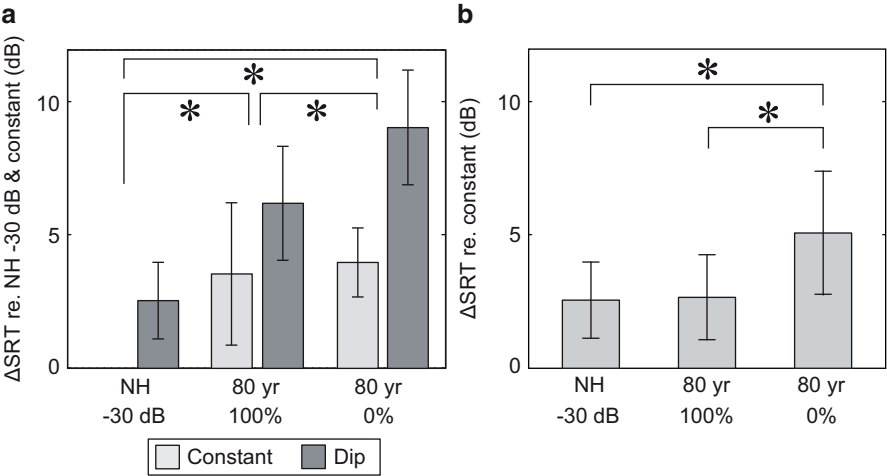 a
ΔSRT re. NH -30 dB & constant (dB)
10
5
0
*
*
*
NH
-30 dB
80 yr
100%
80 yr
0%
Constant
Dip
b
ΔSRT re. constant (dB)
10
5
0
*
*
NH
-30 dB
80 yr
100%
80 yr
0%